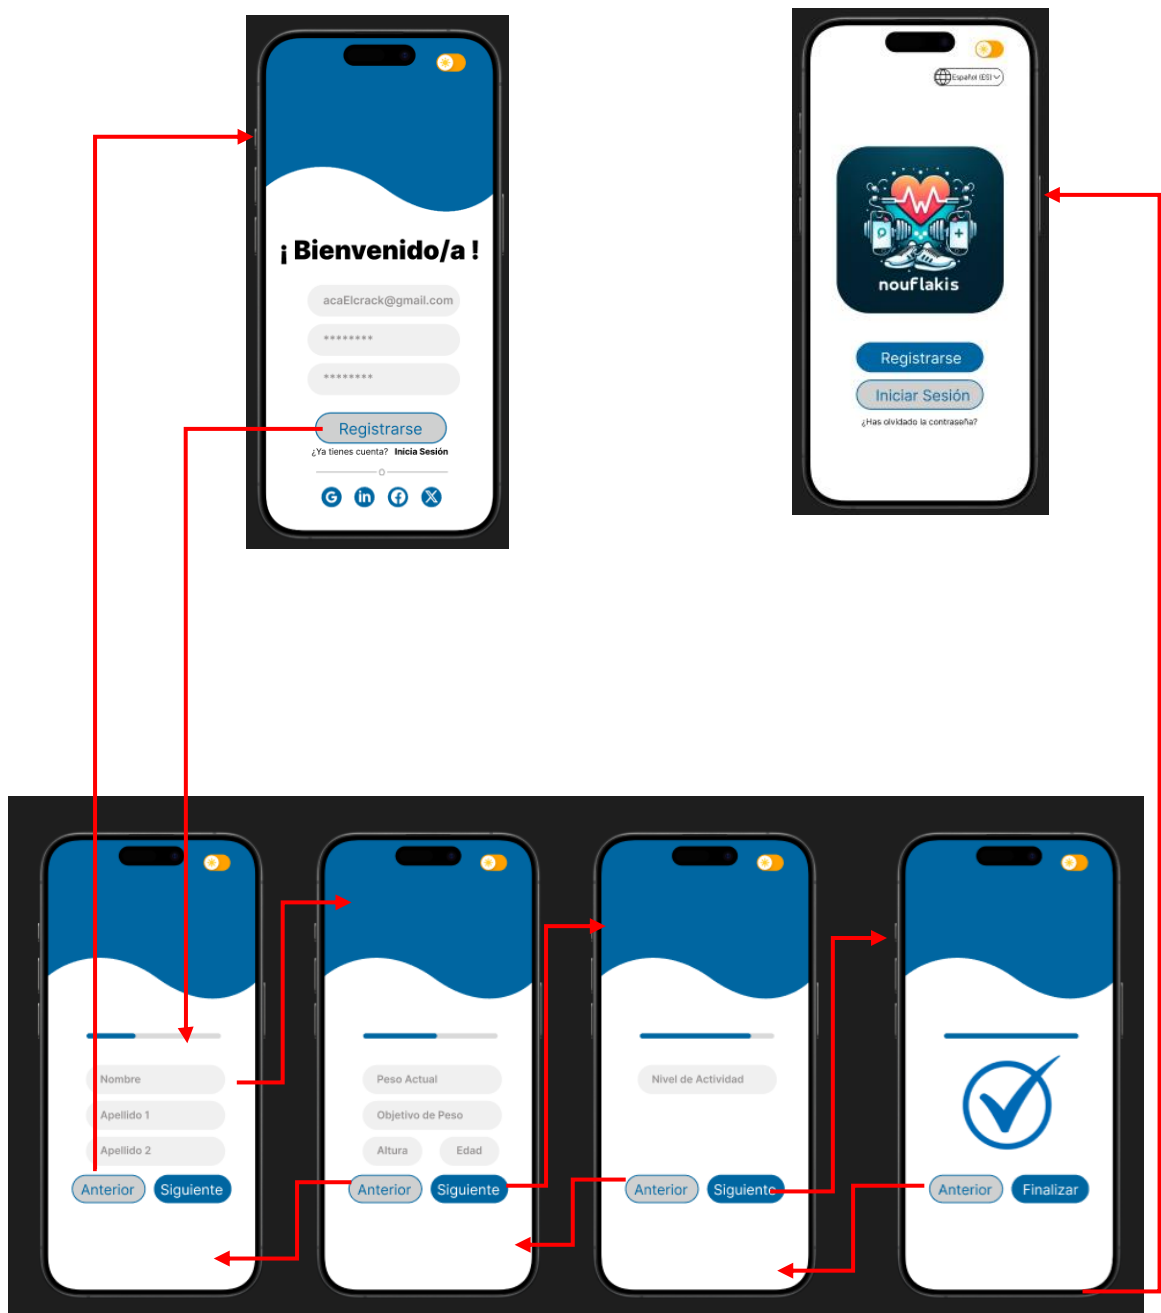 ¡ Bienvenido/a !
acaElcrack@gmail.com
********
********
Registrarse
¿Ya tienes cuenta? Inicia Sesión
O
Español (ES)
nouflakis
Registrarse
Iniciar Sesión
¿Has olvidado la contraseña?
Nombre
Apellido 1
Apellido 2
Anterior Siguiente
Peso Actual
Objetivo de Peso
Altura Edad
Anterior Siguiente
Nivel de Actividad
Anterior Siguiente
Anterior Finalizar